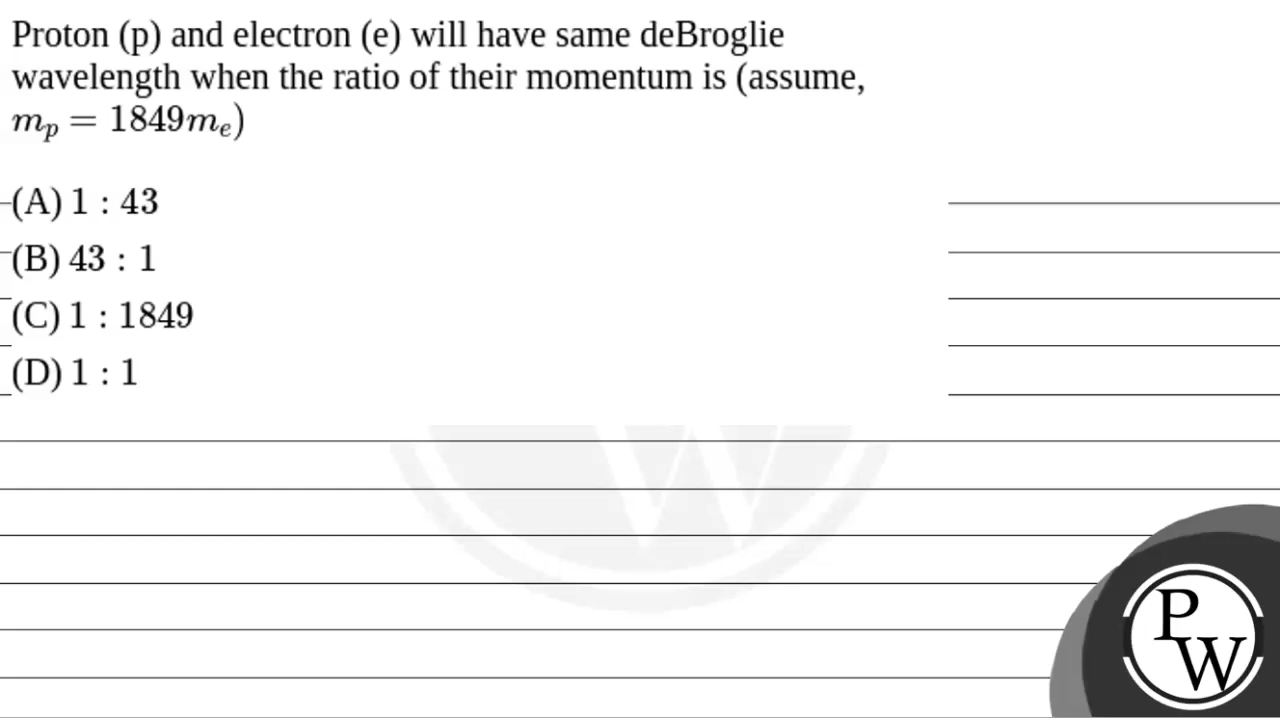 Proton (p) and electron (e) will have same deBroglie
wavelength when the ratio of their momentum is (assume,
m_p = 1849m_e)
(A) 1 : 43
(B) 43 : 1
(C) 1 : 1849
(D) 1 : 1
W
P
W